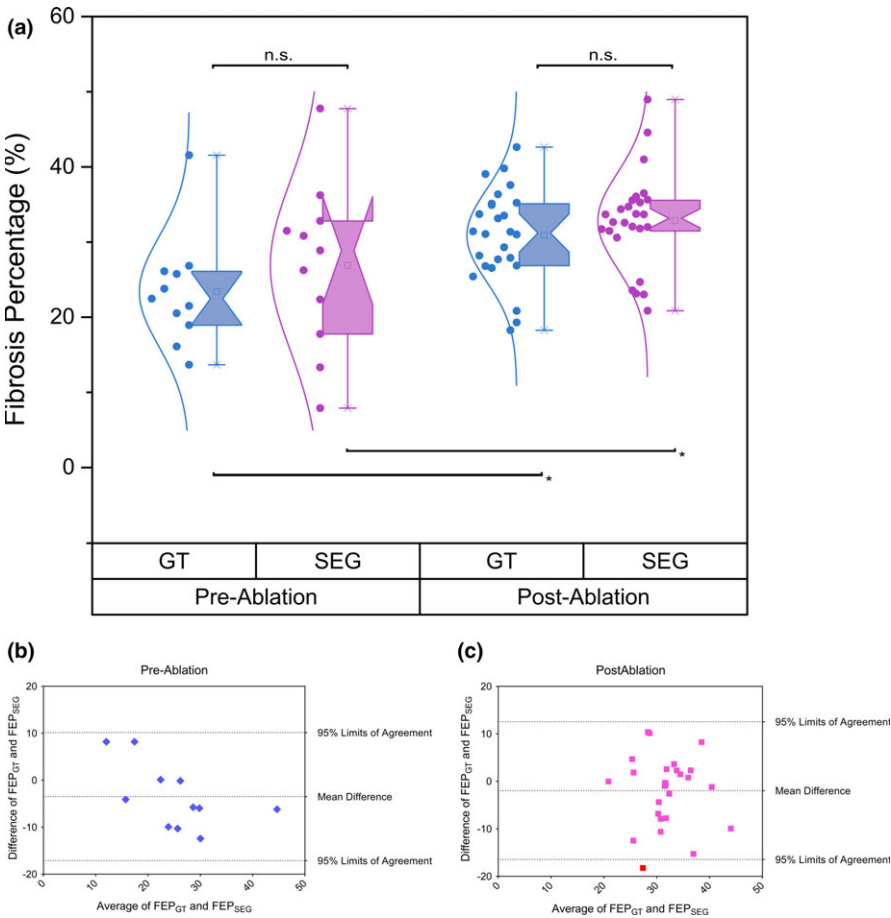 (a)
60
40
20
0
Fibrosis Percentage (%)
n.s.
n.s.
*
*
GT SEG GT SEG
Pre-Ablation Post-Ablation
(b)
Pre-Ablation
20
10
0
-10
-20
Difference of FEP_GT and FEP_SEG
95% Limits of Agreement
Mean Difference
95% Limits of Agreement
0 10 20 30 40 50
Average of FEP_GT and FEP_SEG
(c)
PostAblation
20
10
0
-10
-20
Difference of FEP_GT and FEP_SEG
95% Limits of Agreement
Mean Difference
95% Limits of Agreement
0 10 20 30 40 50
Average of FEP_GT and FEP_SEG